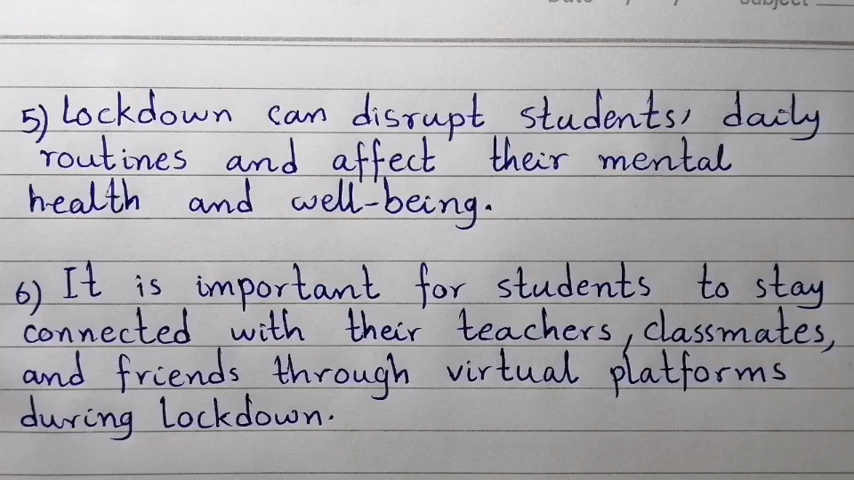 Subject
5) Lockdown can disrupt students, daily
routines and affect their mental
health and well-being.
6) It is important for students to stay
connected with their teachers, classmates,
and friends through virtual platforms
during lockdown.